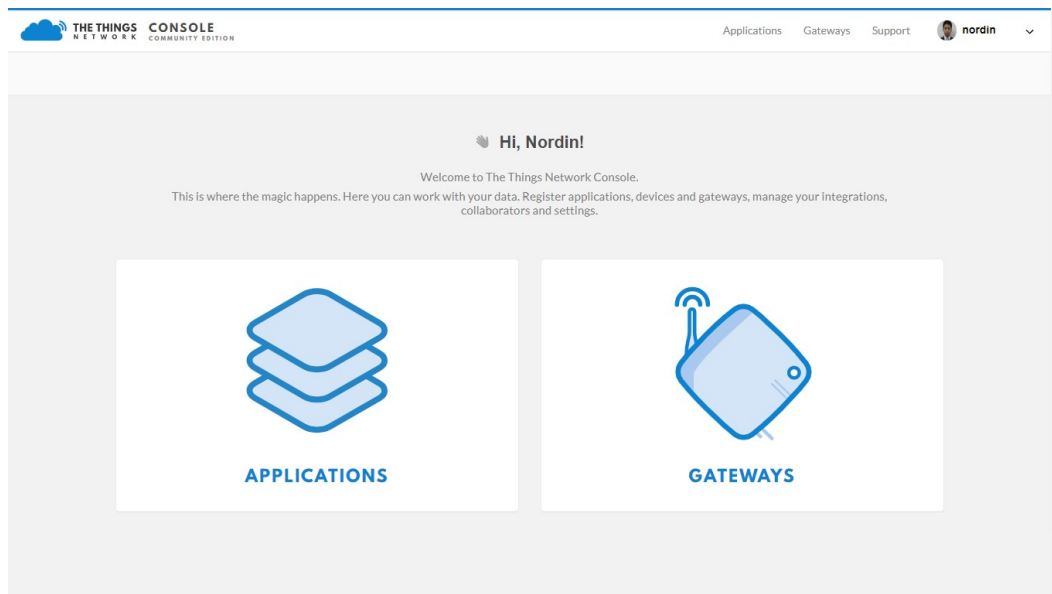 THE THINGS NETWORK
CONSOLE
COMMUNITY EDITION
Applications
Gateways
Support
nordin
Hi, Nordin!
Welcome to The Things Network Console.
This is where the magic happens. Here you can work with your data. Register applications, devices and gateways, manage your integrations,
collaborators and settings.
APPLICATIONS
GATEWAYS